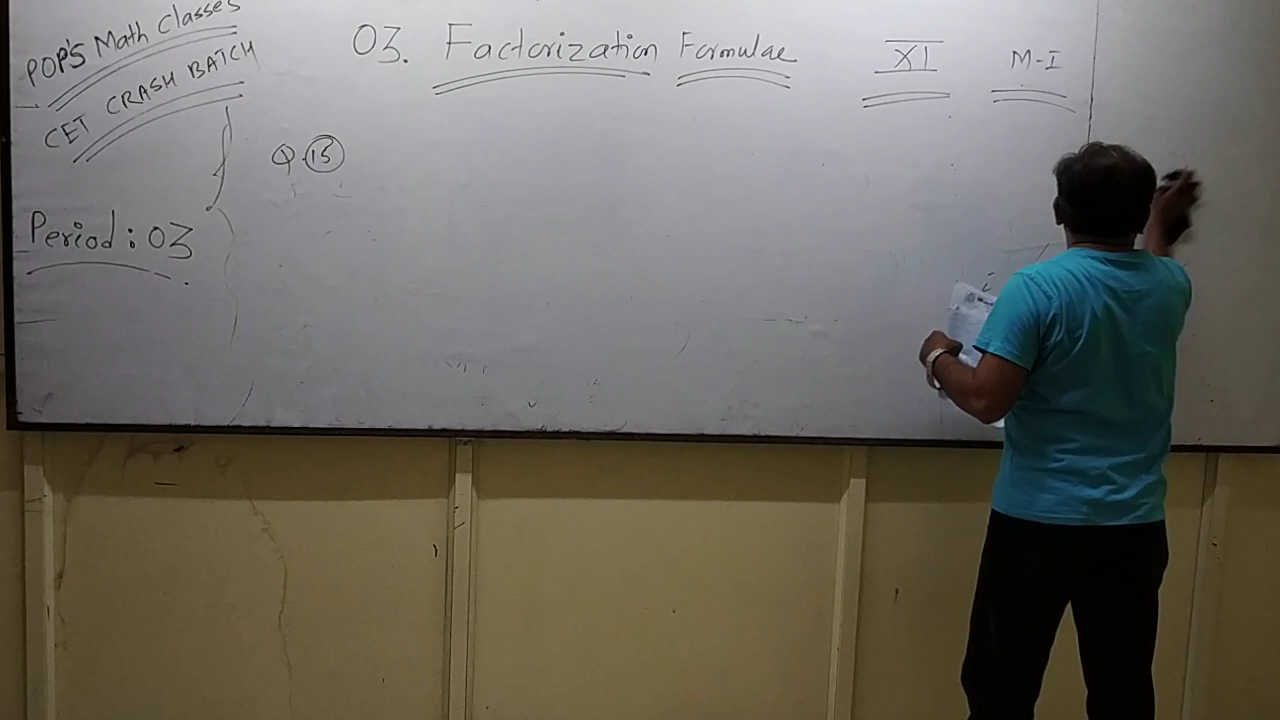 POP'S Math Classes
CET CRASH BATCH
03. Factorization Formulae XI M-I
Q.15
Period: 03